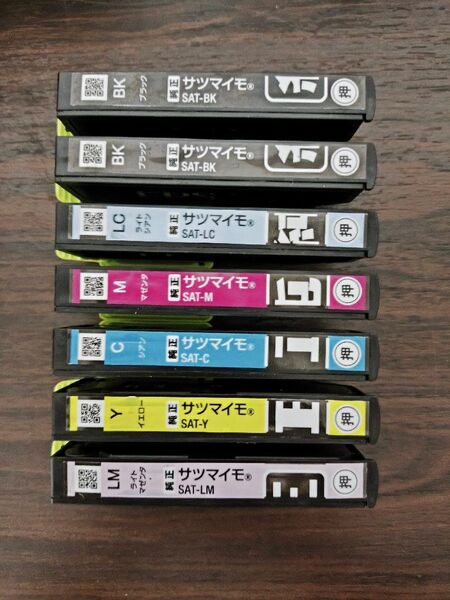 BK
ブラック
純正
サツマイモ®
SAT-BK
押
BK
ブラック
純正
サツマイモ®
SAT-BK
押
LC
ライト
シアン
純正
サツマイモ®
SAT-LC
押
M
マゼンタ
純正
サツマイモ®
SAT-M
押
C
シアン
純正
サツマイモ®
SAT-C
押
Y
イエロー
純正
サツマイモ®
SAT-Y
押
LM
ライト
マゼンタ
純正
サツマイモ®
SAT-LM
押